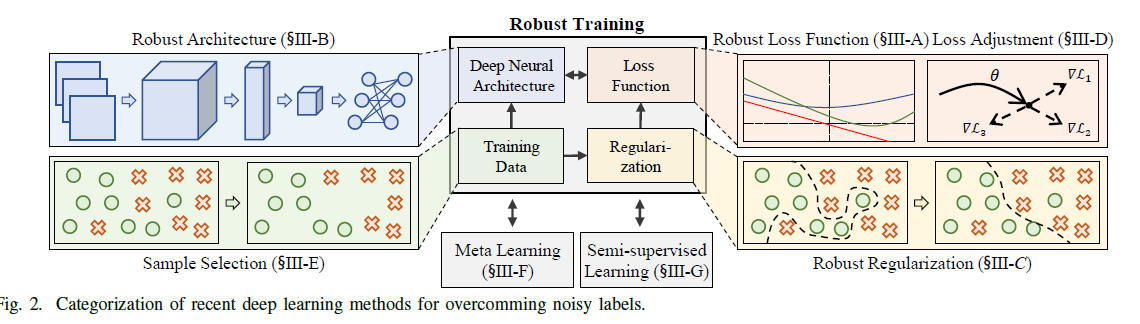 Robust Training
Robust Architecture (§III-B)
Robust Loss Function (§III-A)
Loss Adjustment (§III-D)
Deep Neural
Architecture
Loss
Function
θ
∇ℒ₁
∇ℒ₂
∇ℒ₃
Training
Data
Regulari-
zation
Meta Learning
(§III-F)
Semi-supervised
Learning (§III-G)
Sample Selection (§III-E)
Robust Regularization (§III-C)
Fig. 2. Categorization of recent deep learning methods for overcomming noisy labels.